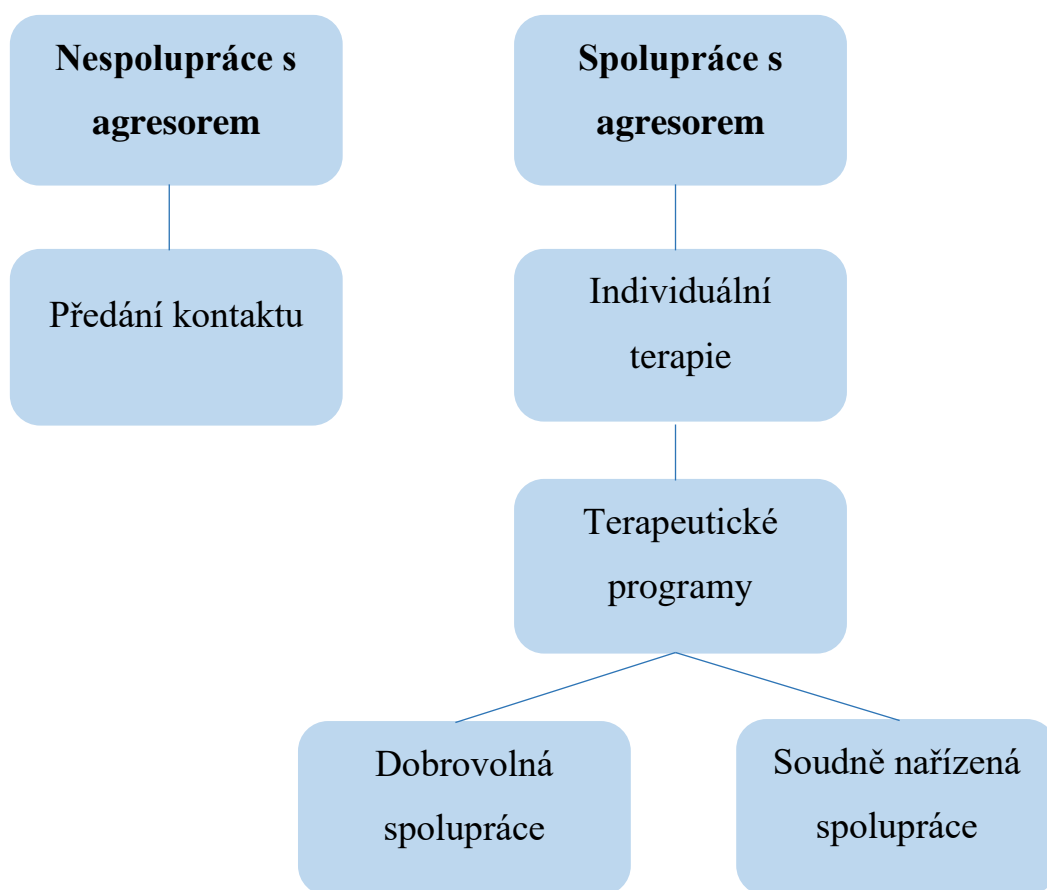 Nespolupráce s
agresorem
Spolupráce s
agresorem
Předání kontaktu
Individuální
terapie
Terapeutické
programy
Dobrovolná
spolupráce
Soudně nařízená
spolupráce